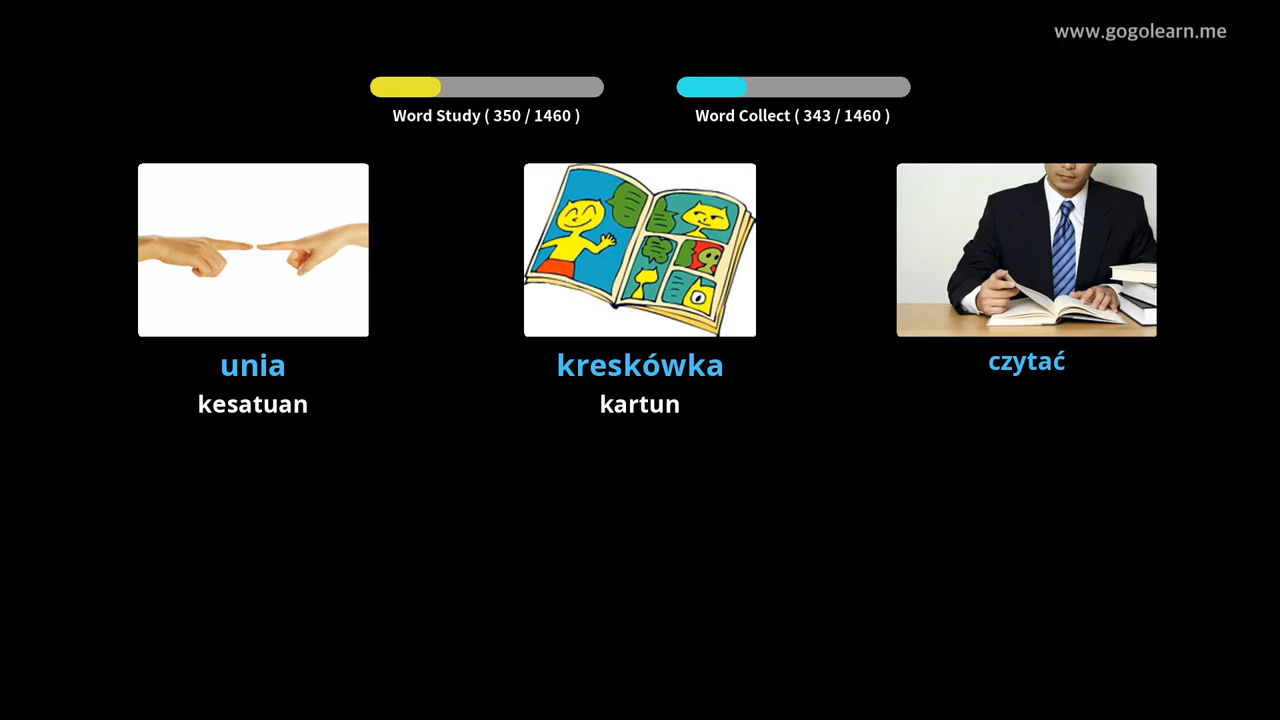 www.gogolearn.me
Word Study ( 350 / 1460 )
Word Collect ( 343 / 1460 )
unia
kreskówka
czytać
kesatuan
kartun